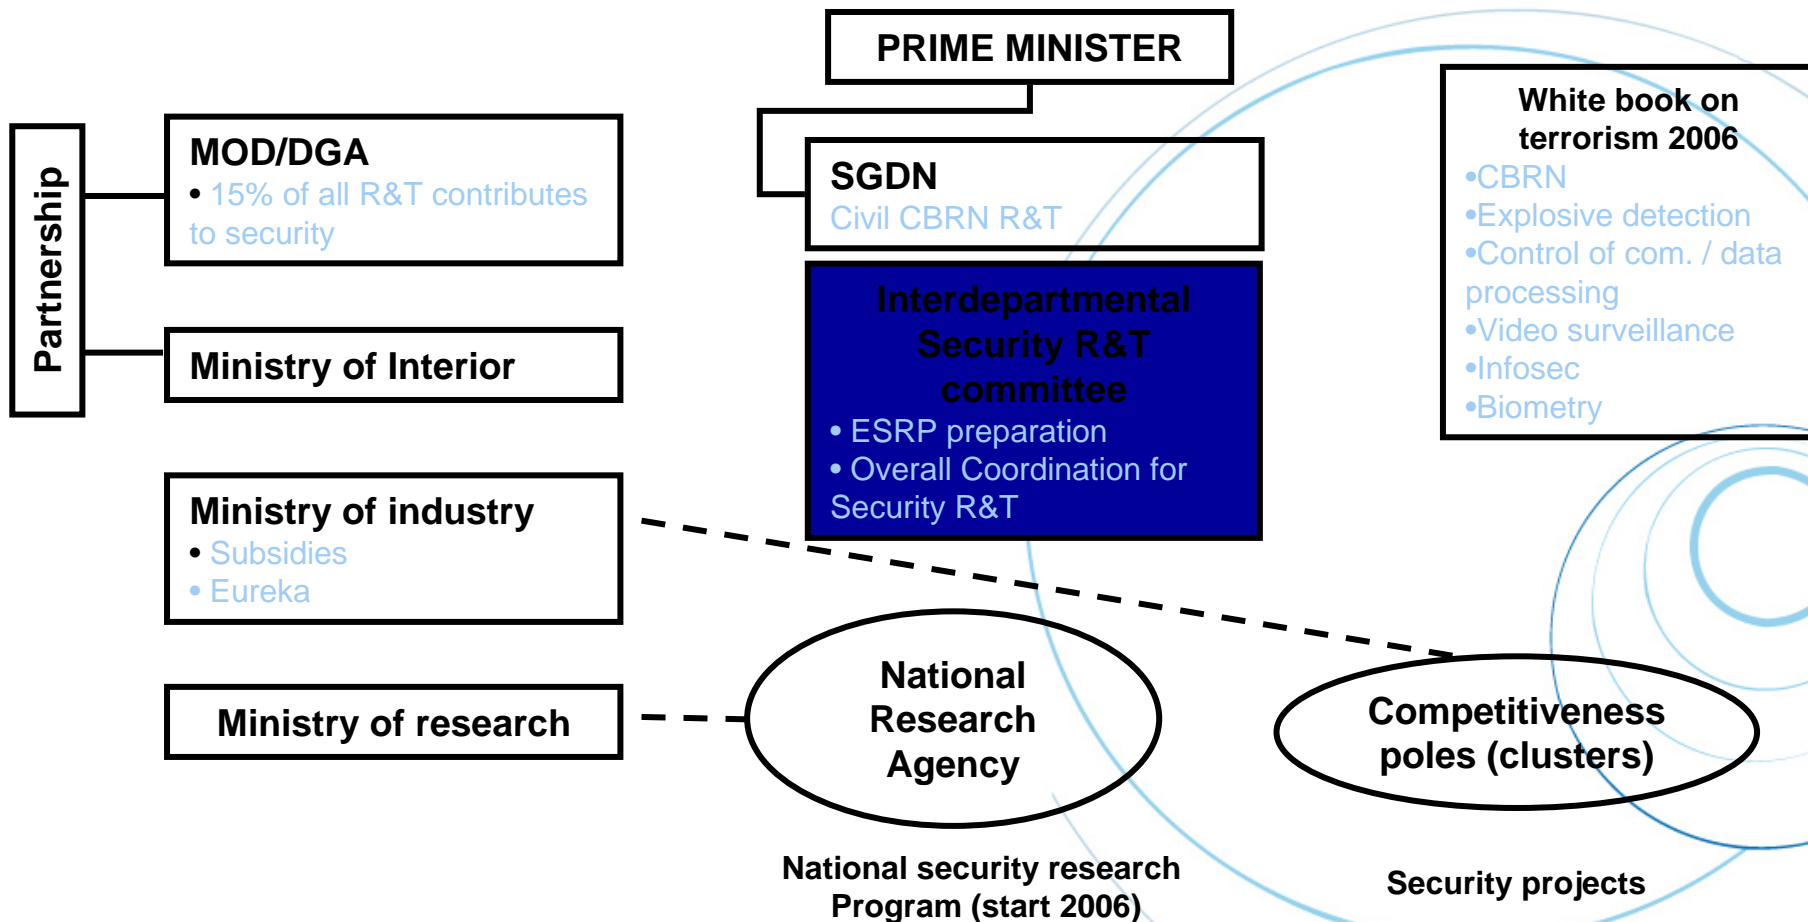 PRIME MINISTER
Partnership
MOD/DGA
• 15% of all R&T contributes
to security
Ministry of Interior
Ministry of industry
• Subsidies
• Eureka
Ministry of research
SGDN
Civil CBRN R&T
Interdepartmental
Security R&T
committee
• ESRP preparation
• Overall Coordination for
Security R&T
White book on
terrorism 2006
•CBRN
•Explosive detection
•Control of com. / data
processing
•Video surveillance
•Infosec
•Biometry
National
Research
Agency
National security research
Program (start 2006)
Competitiveness
poles (clusters)
Security projects